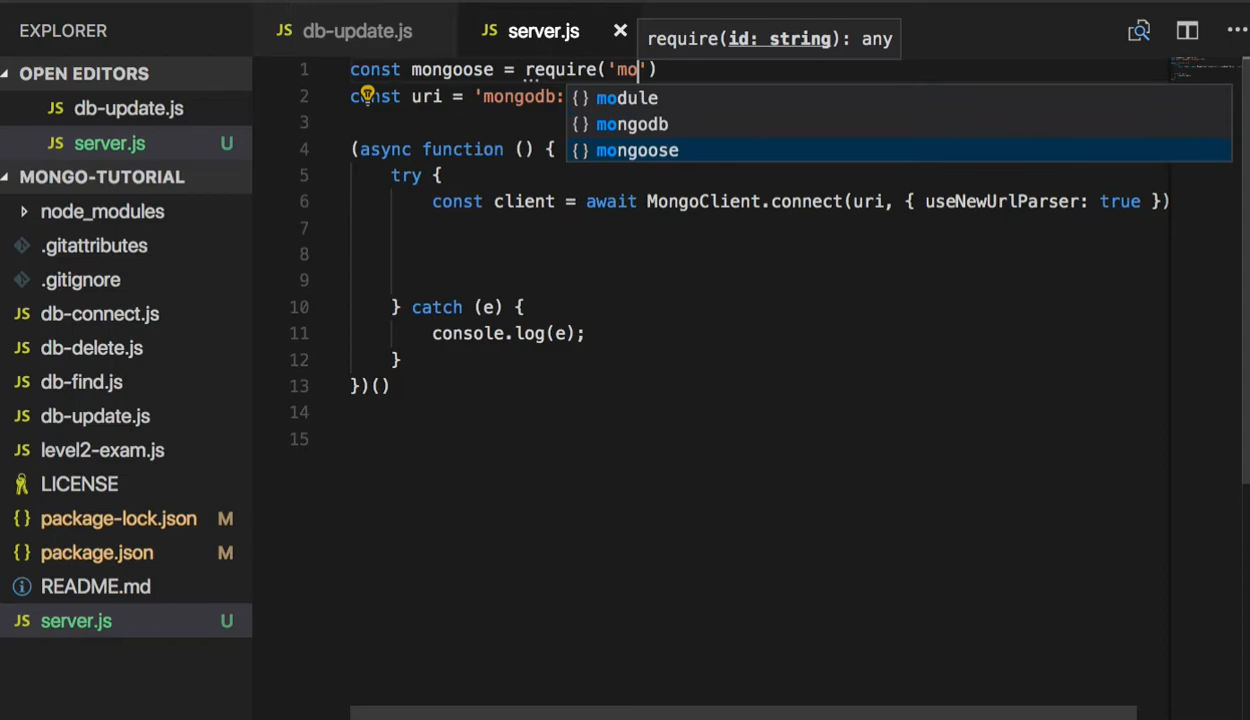 EXPLORER
JS db-update.js
JS server.js ×
require(id: string): any
OPEN EDITORS
JS db-update.js
JS server.js U
MONGO-TUTORIAL
node_modules
.gitattributes
.gitignore
JS db-connect.js
JS db-delete.js
JS db-find.js
JS db-update.js
JS level2-exam.js
LICENSE
{} package-lock.json M
{} package.json M
README.md
JS server.js U
1 const mongoose = require('mo')
2 const uri = 'mongodb:
{} module
{} mongodb
{} mongoose
3
4 (async function () {
5 try {
6 const client = await MongoClient.connect(uri, { useNewUrlParser: true })
7
8
9
10 } catch (e) {
11 console.log(e);
12 }
13 })()
14
15